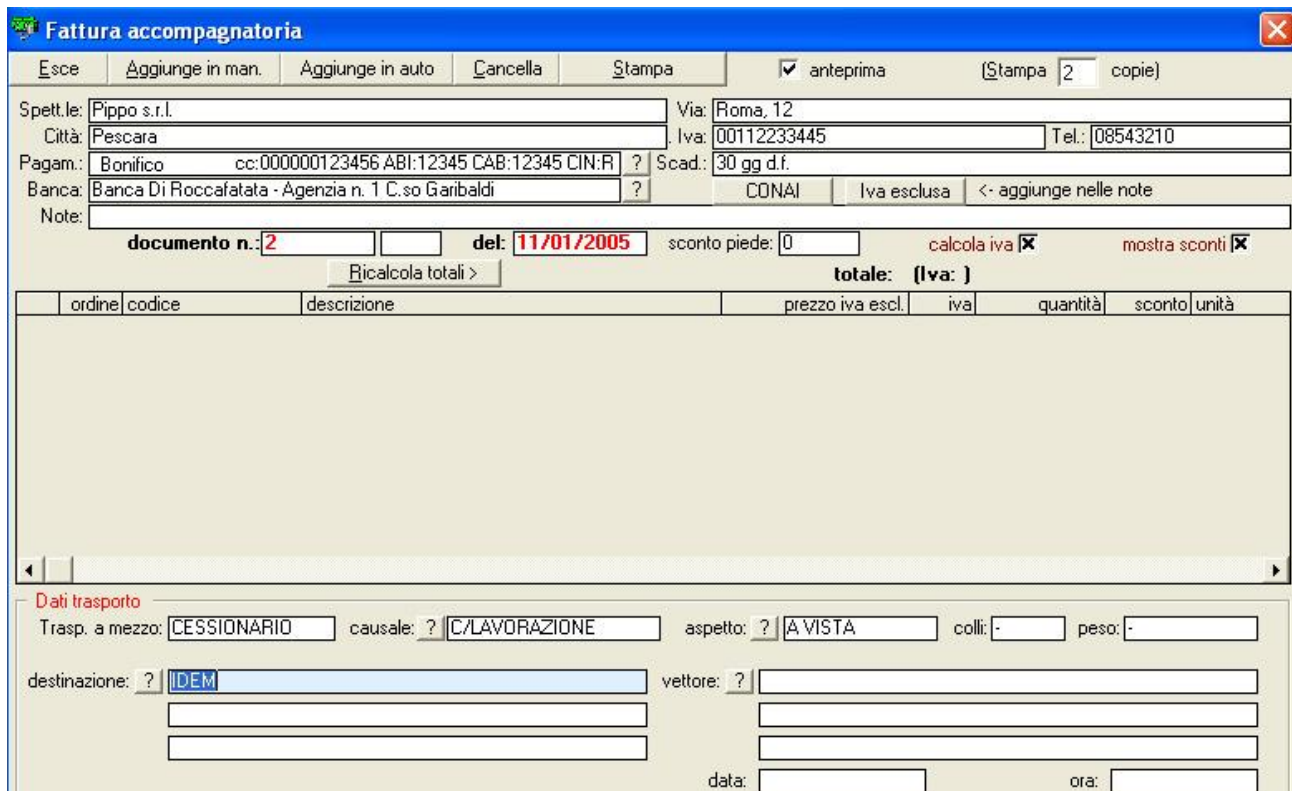 Fattura accompagnatoria
Esce Aggiunge in man. Aggiunge in auto Cancella Stampa anteprima (Stampa 2 copie)
Spett.le: Pippo s.r.l. Via: Roma, 12
Città: Pescara . Iva: 00112233445 Tel.: 08543210
Pagam.: Bonifico cc:000000123456 ABI:12345 CAB:12345 CIN:R ? Scad.: 30 gg d.f.
Banca: Banca Di Roccafatata - Agenzia n. 1 C.so Garibaldi ? CONAI Iva esclusa <- aggiunge nelle note
Note:
documento n.: 2 del: 11/01/2005 sconto piede: 0 calcola iva mostra sconti
Ricalcola totali > totale: (Iva: )
ordine codice descrizione prezzo iva escl. iva quantità sconto unità
Dati trasporto
Trasp. a mezzo: CESSIONARIO causale: ? C/LAVORAZIONE aspetto: ? A VISTA colli: - peso: -
destinazione: ? IDEM vettore: ?
data: ora: